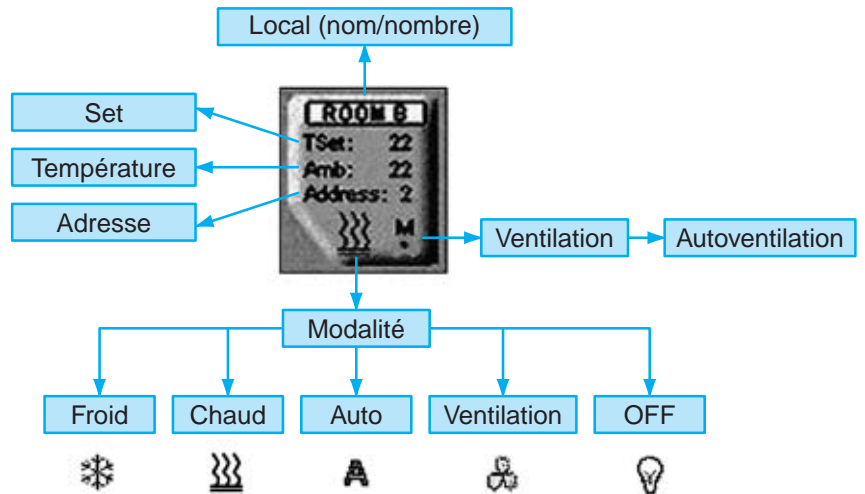 Local (nom/nombre)
ROOM B
Set
TSet: 22
Température
Amb: 22
Adresse
Address: 2
M
Ventilation
Autoventilation
Modalité
Froid
Chaud
Auto
Ventilation
OFF
A